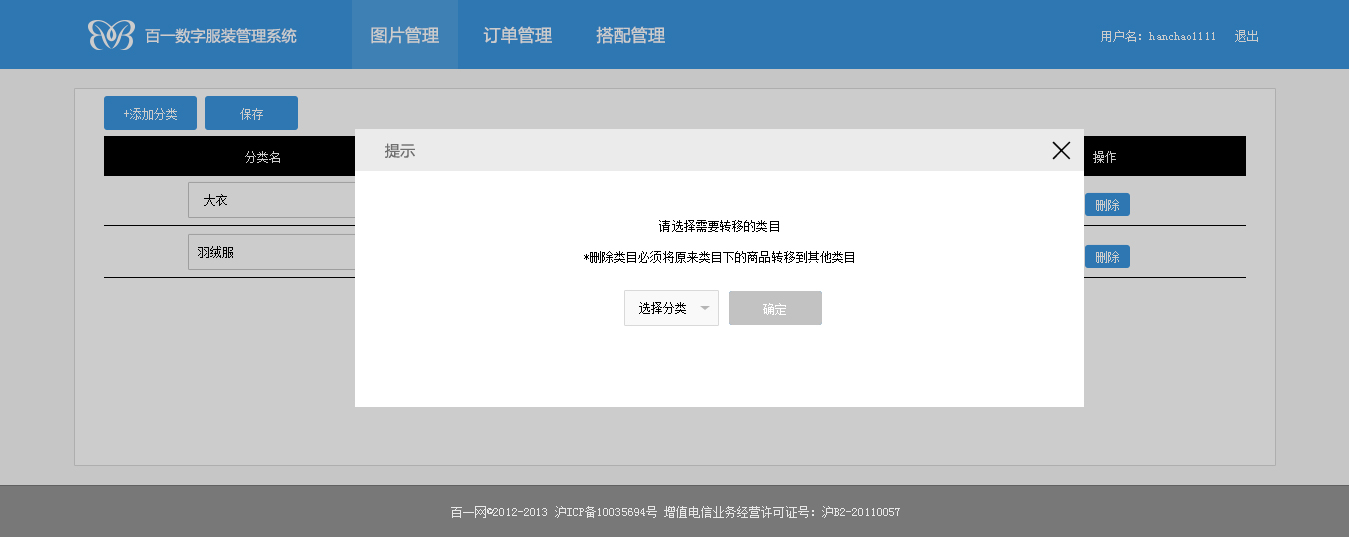 百一数字服装管理系统 图片管理 订单管理 搭配管理 用户名：hanchao1111 退出
+添加分类 保存
分类名 操作
提示
大衣 删除
请选择需要转移的类目
羽绒服 删除
*删除类目必须将原来类目下的商品转移到其他类目
选择分类 确定
百一网©2012-2013 沪ICP备10035694号 增值电信业务经营许可证号：沪B2-20110057